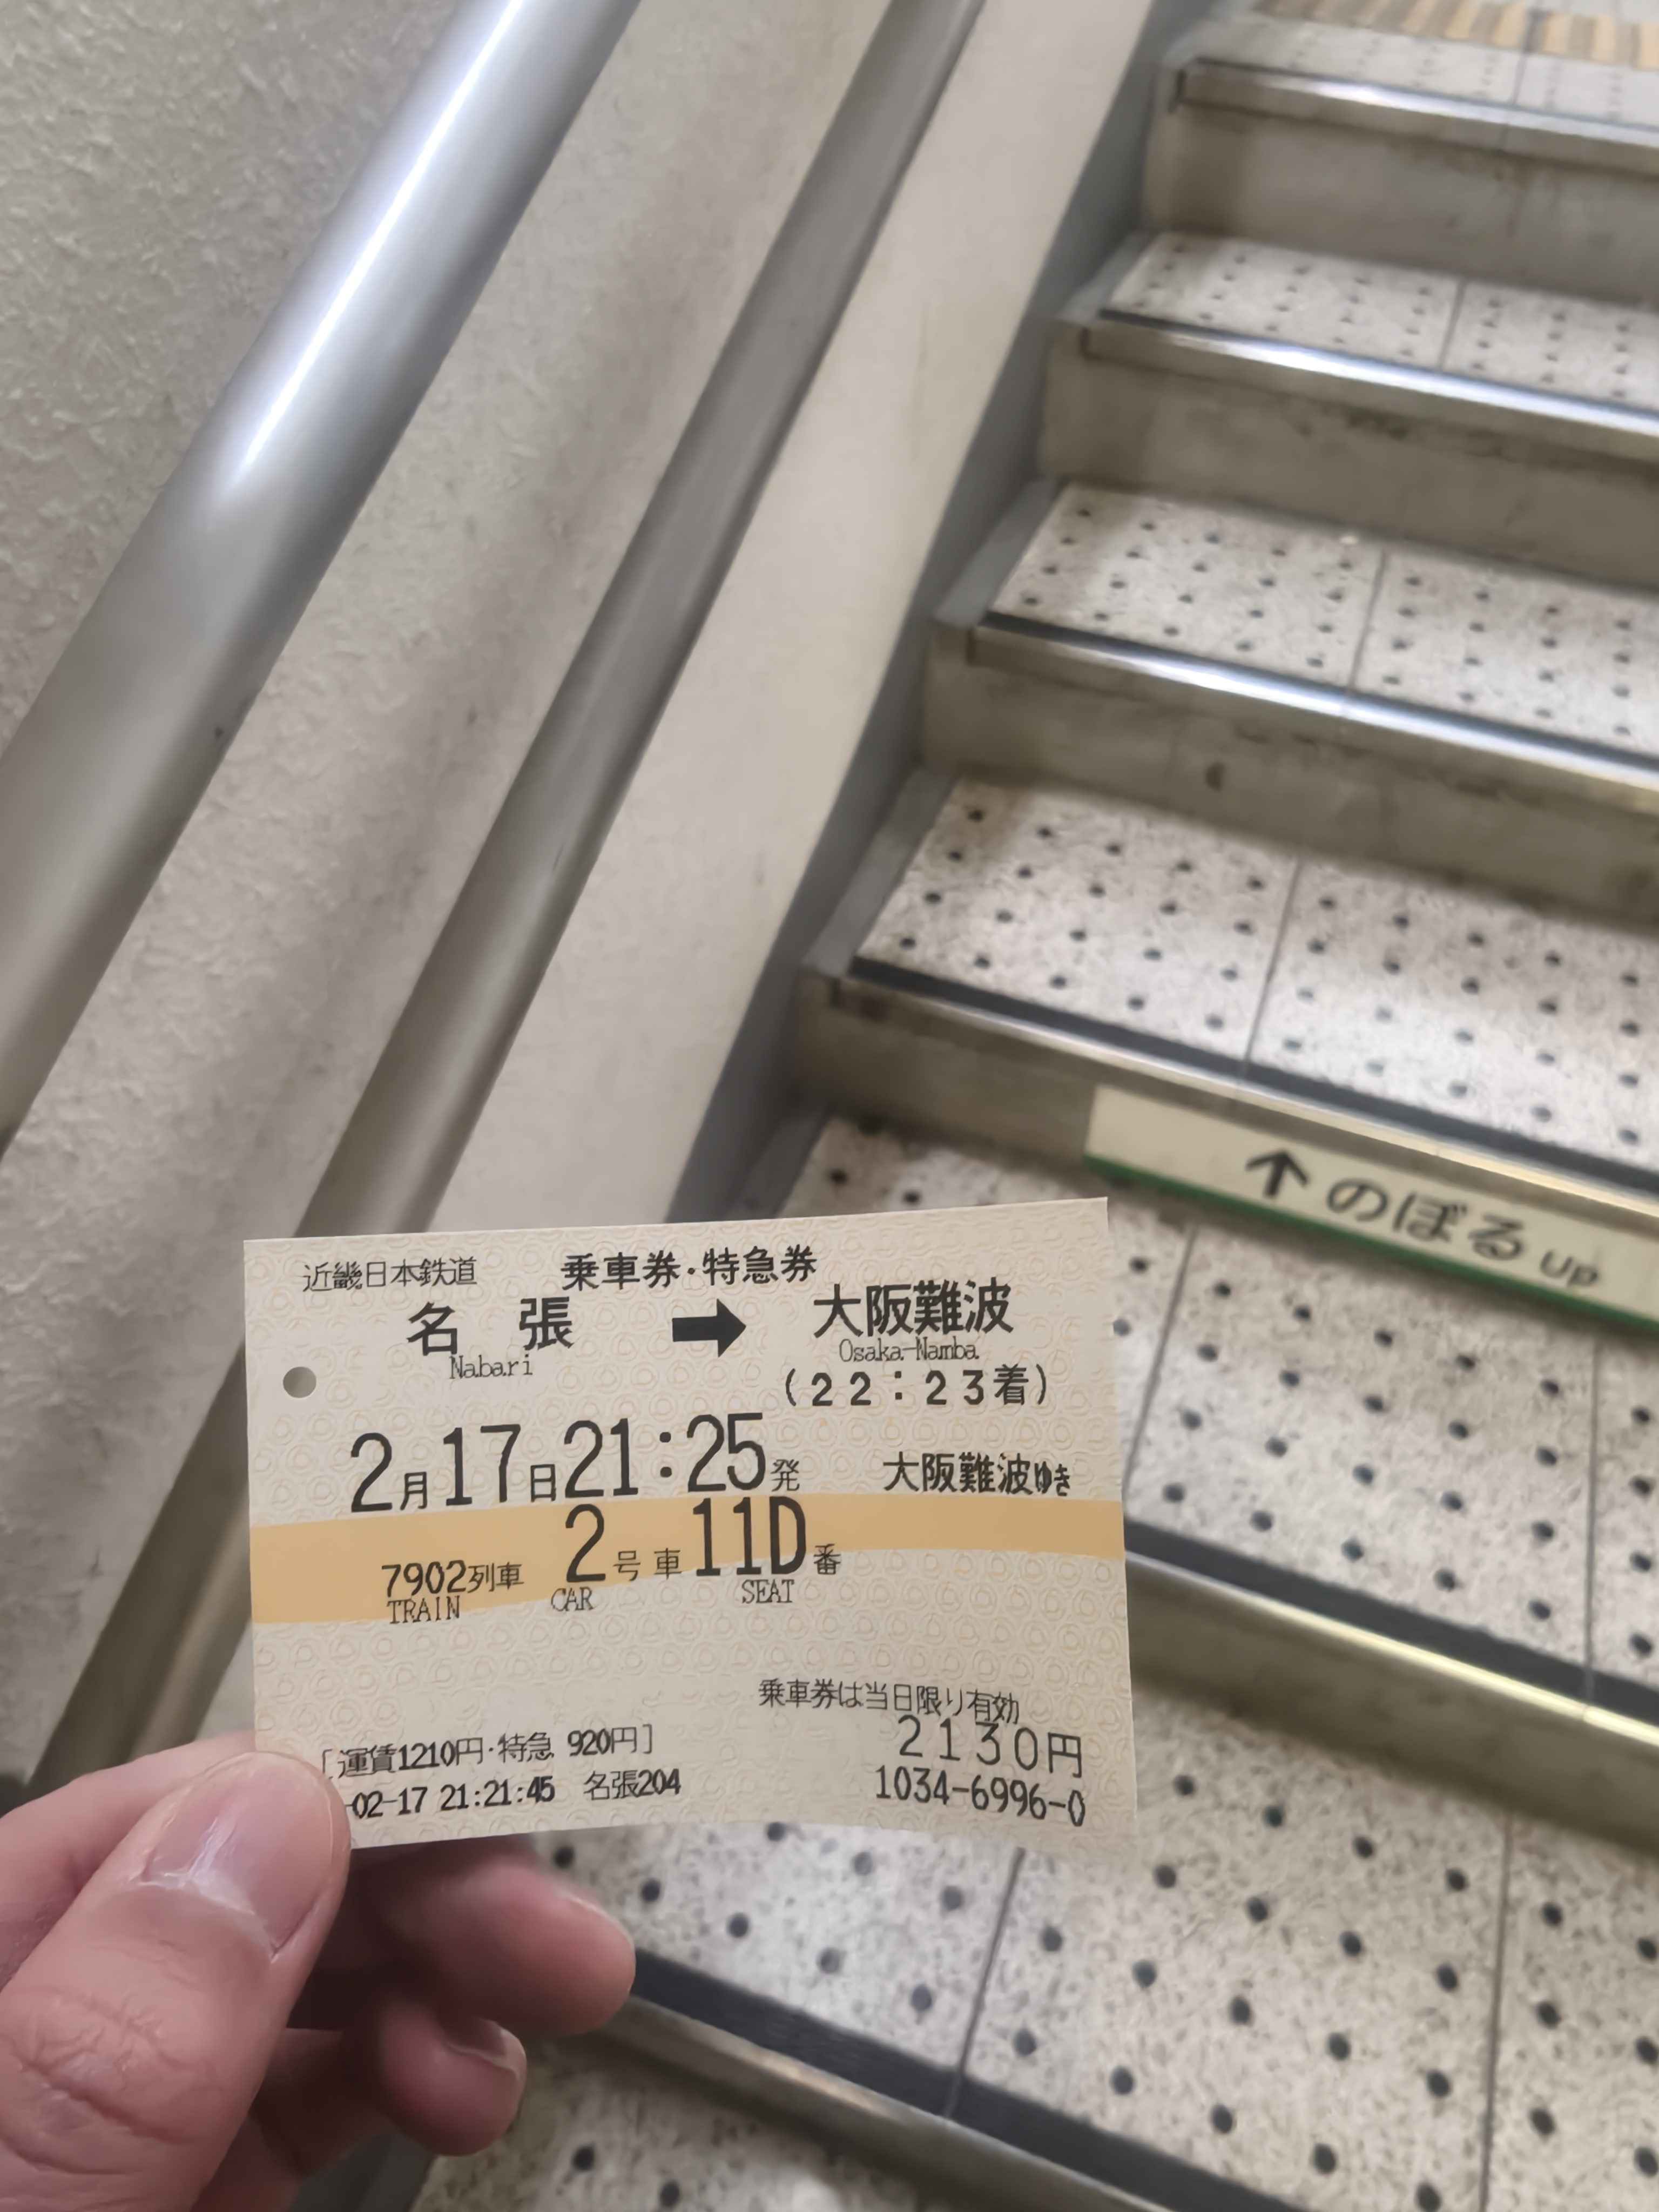 ↑のぼる UP
近畿日本鉄道 乗車券・特急券
名張 ➡ 大阪難波
Nabari Osaka-Namba
(22:23着)
2月17日21:25発 大阪難波ゆき
7902列車 2号車 11D番
TRAIN CAR SEAT
乗車券は当日限り有効
[運賃1210円・特急 920円] 2130円
-02-17 21:21:45 名張204 1034-6996-0